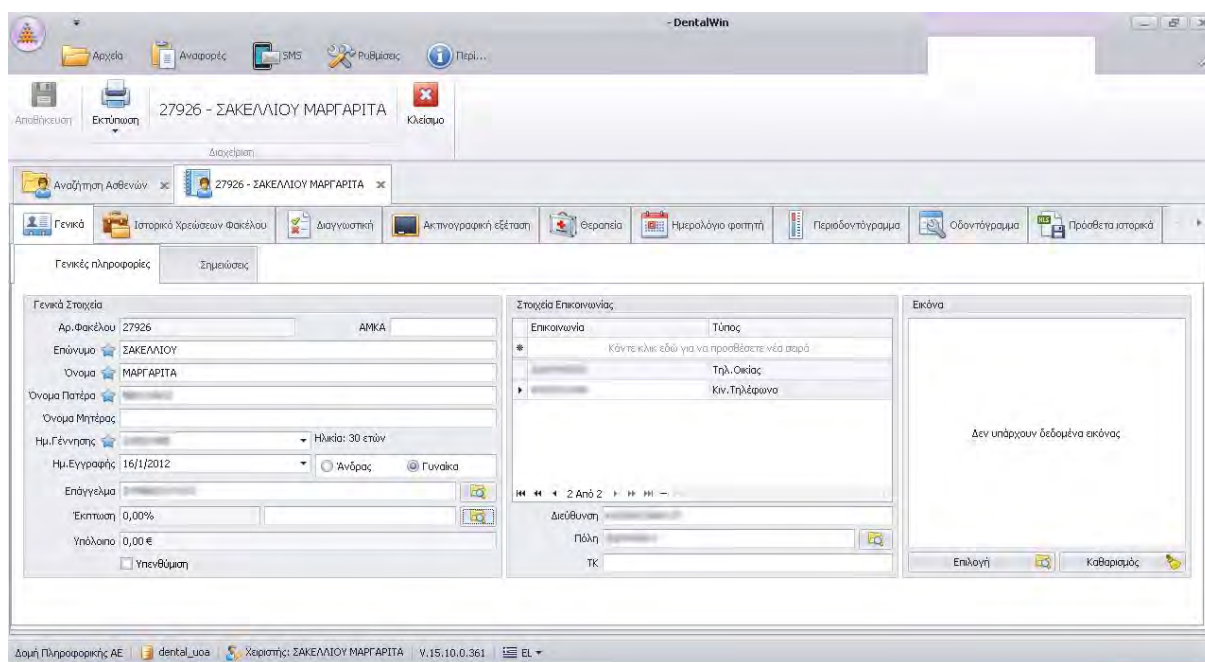 - DentalWin
Αρχεία Αναφορές SMS Ρυθμίσεις Περί...
Αποθήκευση Εκτύπωση 27926 - ΣΑΚΕΛΛΙΟΥ ΜΑΡΓΑΡΙΤΑ Κλείσιμο
Διαχείριση
Αναζήτηση Ασθενών 27926 - ΣΑΚΕΛΛΙΟΥ ΜΑΡΓΑΡΙΤΑ
Γενικά Ιστορικό Χρεώσεων Φακέλου Διαγνωστική Ακτινογραφική εξέταση Θεραπεία Ημερολόγιο φοιτητή Περιοδοντόγραμμα Οδοντόγραμμα Πρόσθετα ιστορικά
Γενικές πληροφορίες Σημειώσεις
Γενικά Στοιχεία Στοιχεία Επικοινωνίας Εικόνα
Αρ.Φακέλου 27926 ΑΜΚΑ Επικοινωνία Τύπος
Επώνυμο ΣΑΚΕΛΛΙΟΥ Κάντε κλικ εδώ για να προσθέσετε νέα σειρά
Όνομα ΜΑΡΓΑΡΙΤΑ Τηλ.Οικίας
Όνομα Πατέρα Κιν.Τηλέφωνο
Όνομα Μητέρας
Ημ.Γέννησης Ηλικία: 30 ετών Δεν υπάρχουν δεδομένα εικόνας
Ημ.Εγγραφής 16/1/2012 Άνδρας Γυναίκα
Επάγγελμα 2 Από 2
Έκπτωση 0,00% Διεύθυνση
Υπόλοιπο 0,00 € Πόλη
Υπενθύμιση ΤΚ Επιλογή Καθαρισμός
Δομή Πληροφορικής ΑΕ dental_uoa Χειριστής: ΣΑΚΕΛΛΙΟΥ ΜΑΡΓΑΡΙΤΑ V.15.10.0.361 EL